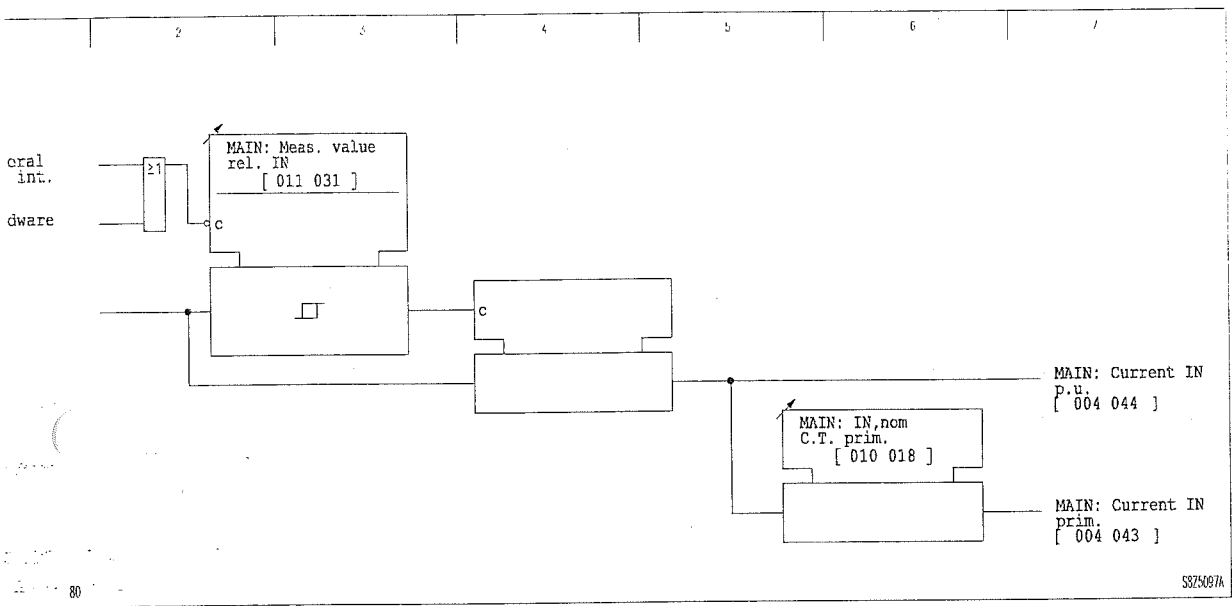 2 3 4 5 6 7
MAIN: Meas. value
rel. IN
[ 011 031 ]
eral
int.
≥1
dware
c
c
MAIN: Current IN
p.u.
[ 004 044 ]
MAIN: IN,nom
C.T. prim.
[ 010 018 ]
MAIN: Current IN
prim.
[ 004 043 ]
80
S8Z5097A